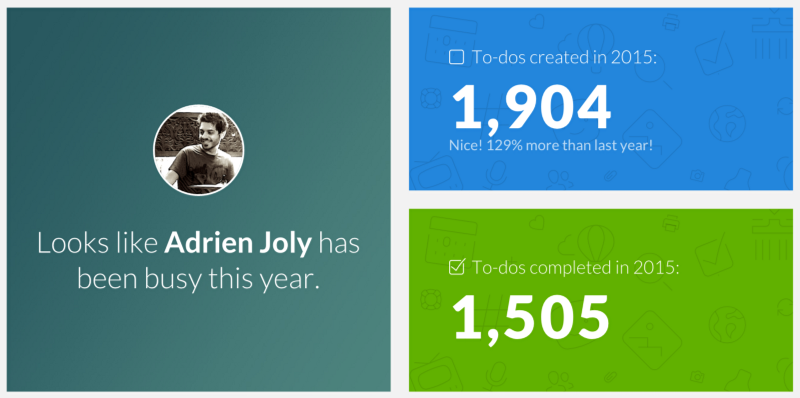 Looks like Adrien Joly has
been busy this year.
To-dos created in 2015:
1,904
Nice! 129% more than last year!
To-dos completed in 2015:
1,505